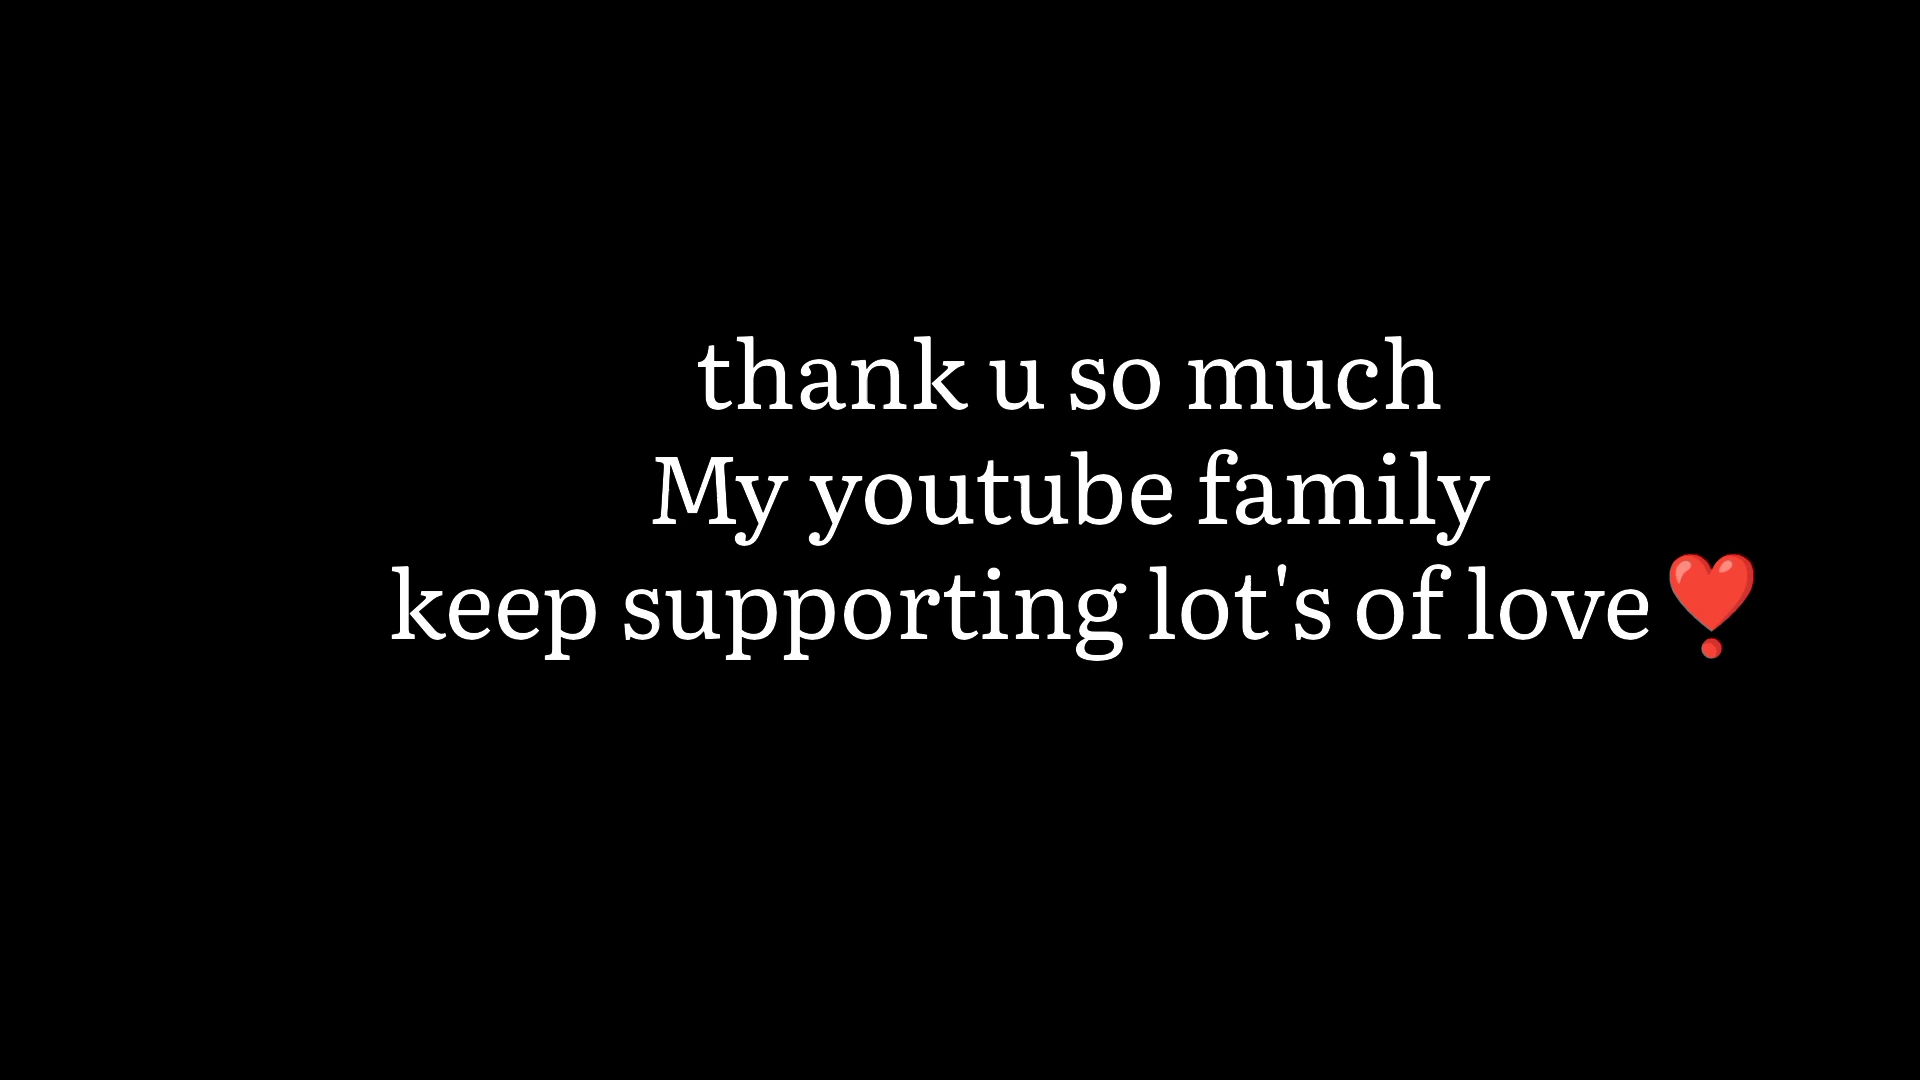 thank u so much
My youtube family
keep supporting lot's of love❣️